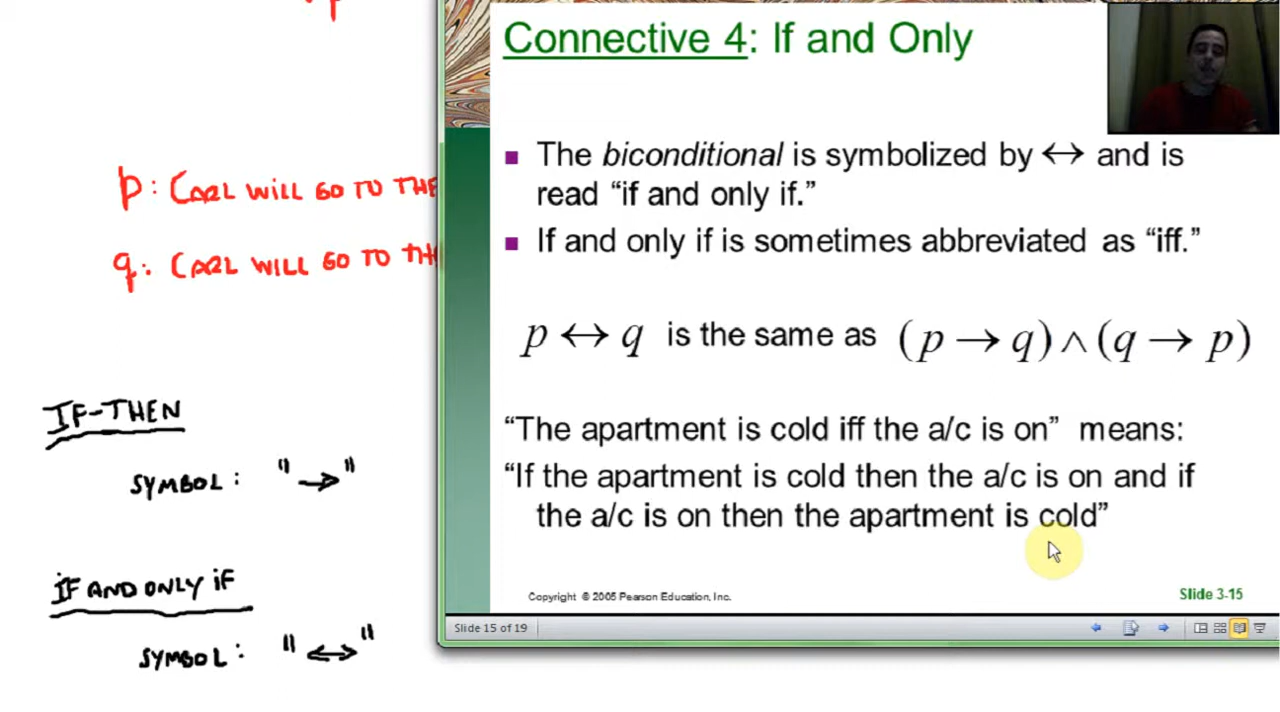 p
p: CARL WILL GO TO THE
q: CARL WILL GO TO TH
IF-THEN
SYMBOL: "→"
IF AND ONLY IF
SYMBOL: "↔"
Connective 4: If and Only
The biconditional is symbolized by ↔ and is
read “if and only if.”
If and only if is sometimes abbreviated as “iff.”
p ↔ q is the same as (p → q) ∧ (q → p)
“The apartment is cold iff the a/c is on” means:
“If the apartment is cold then the a/c is on and if
the a/c is on then the apartment is cold”
Copyright © 2005 Pearson Education, Inc.
Slide 3-15
Slide 15 of 19